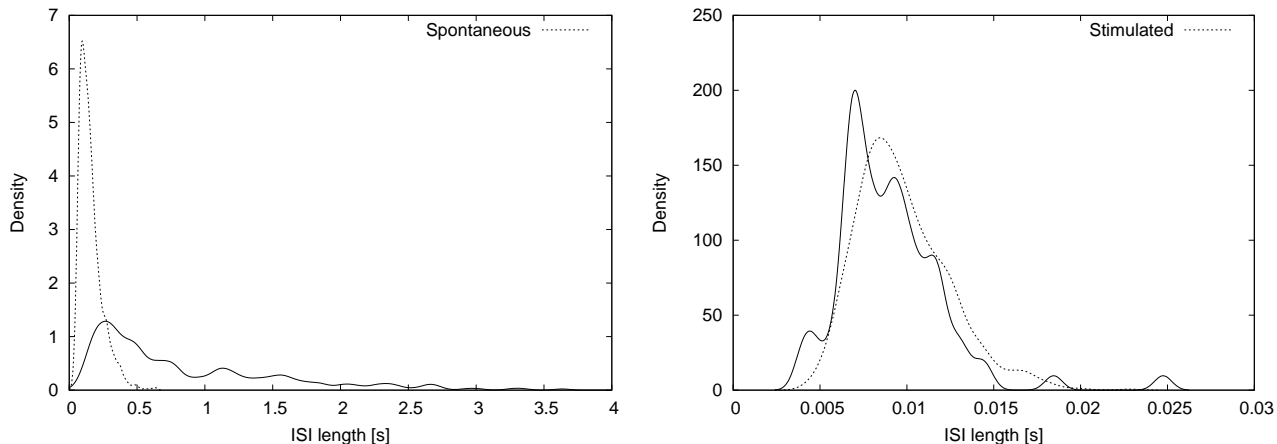 7
6
5
4
3
2
1
0
Density
Spontaneous
0 0.5 1 1.5 2 2.5 3 3.5 4
ISI length [s]
250
200
150
100
50
0
Density
Stimulated
0 0.005 0.01 0.015 0.02 0.025 0.03
ISI length [s]